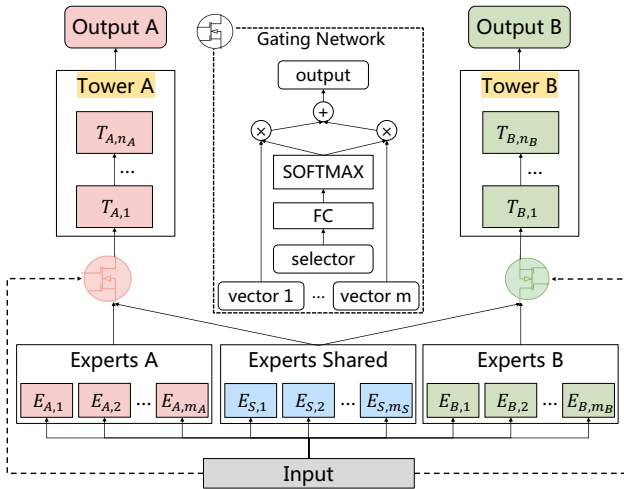 Output A
Output B
Gating Network
output
Tower A
Tower B
+
× ×
T_{A,n_A}
T_{B,n_B}
...
...
SOFTMAX
T_{A,1}
T_{B,1}
FC
selector
vector 1 ... vector m
Experts A
Experts Shared
Experts B
E_{A,1} E_{A,2} ... E_{A,m_A}
E_{S,1} E_{S,2} ... E_{S,m_S}
E_{B,1} E_{B,2} ... E_{B,m_B}
Input